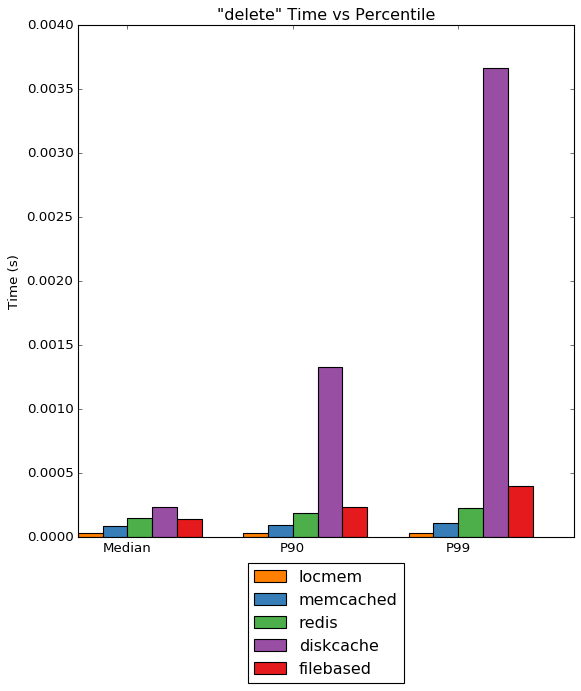 "delete" Time vs Percentile
0.0040
0.0035
0.0030
0.0025
0.0020
0.0015
0.0010
0.0005
0.0000
Time (s)
Median P90 P99
locmem
memcached
redis
diskcache
filebased